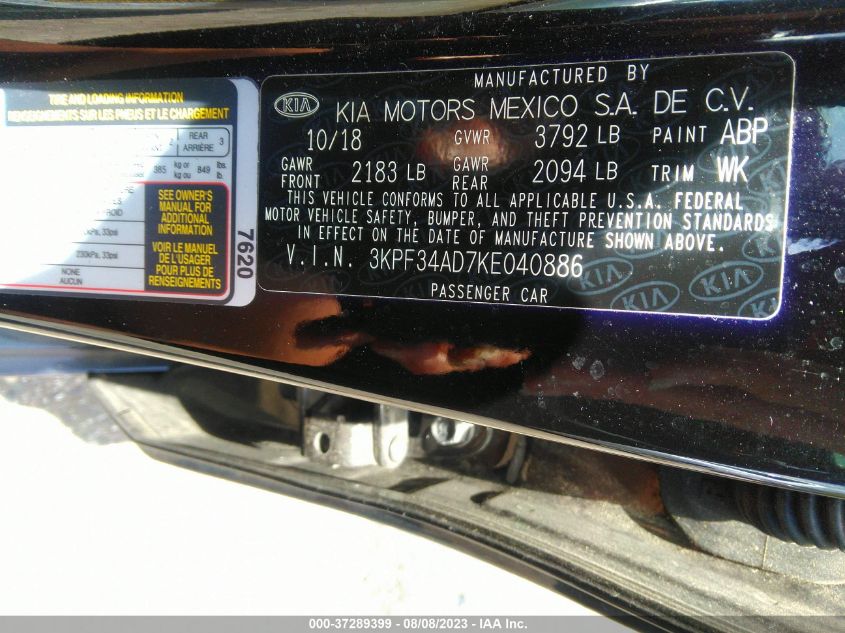 TIRE AND LOADING INFORMATION
RENSEIGNEMENTS SUR LES PNEUS ET LE CHARGEMENT
2 REAR ARRIÈRE 3
385 kg or kg ou 849 lbs. lb.
33psi
230kPa, 33psi
NONE
AUCUN
SEE OWNER'S
MANUAL FOR
ADDITIONAL
INFORMATION
VOIR LE MANUEL
DE L'USAGER
POUR PLUS DE
RENSEIGNEMENTS
7620
MANUFACTURED BY
KIA KIA MOTORS MEXICO S.A. DE C.V.
10/18 GVWR 3792 LB PAINT ABP
GAWR FRONT 2183 LB GAWR REAR 2094 LB TRIM WK
THIS VEHICLE CONFORMS TO ALL APPLICABLE U.S.A. FEDERAL
MOTOR VEHICLE SAFETY, BUMPER, AND THEFT PREVENTION STANDARDS
IN EFFECT ON THE DATE OF MANUFACTURE SHOWN ABOVE.
V.I.N. 3KPF34AD7KE040886
PASSENGER CAR
KIA KIA KIA
000-37289399 - 08/08/2023 - IAA Inc.